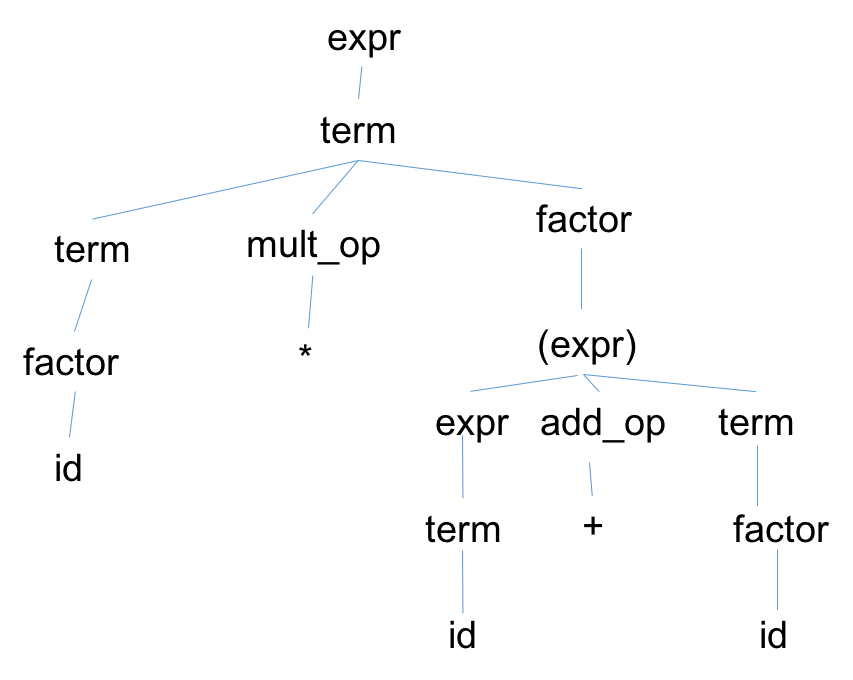 expr
term
term mult_op factor
factor * (expr)
id expr add_op term
term + factor
id id